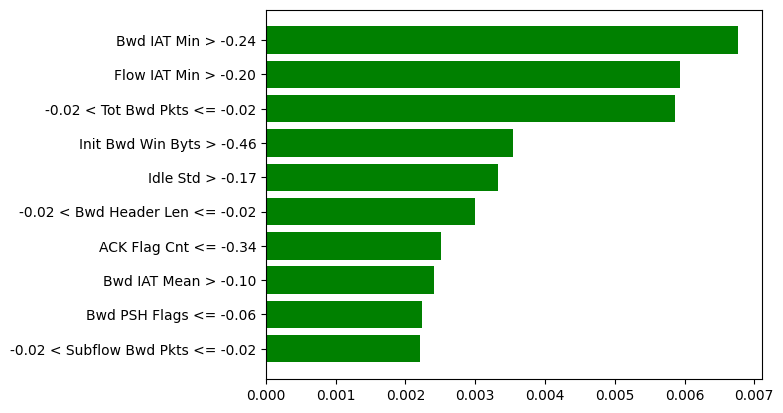 Bwd IAT Min > -0.24
Flow IAT Min > -0.20
-0.02 < Tot Bwd Pkts <= -0.02
Init Bwd Win Byts > -0.46
Idle Std > -0.17
-0.02 < Bwd Header Len <= -0.02
ACK Flag Cnt <= -0.34
Bwd IAT Mean > -0.10
Bwd PSH Flags <= -0.06
-0.02 < Subflow Bwd Pkts <= -0.02
0.000 0.001 0.002 0.003 0.004 0.005 0.006 0.007